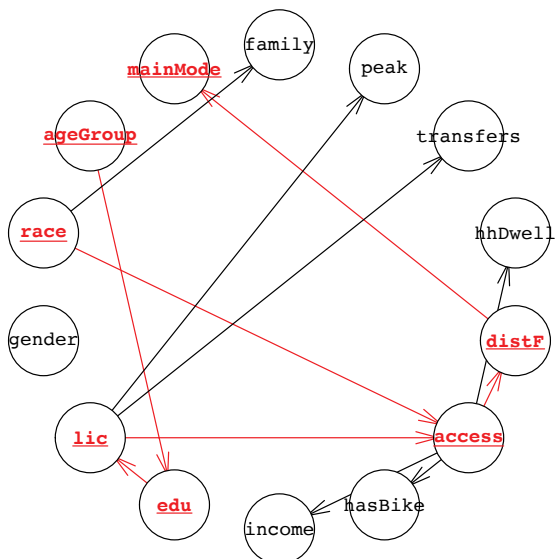 family
mainMode
peak
ageGroup
transfers
race
hhDwell
gender
distF
lic
access
edu
hasBike
income